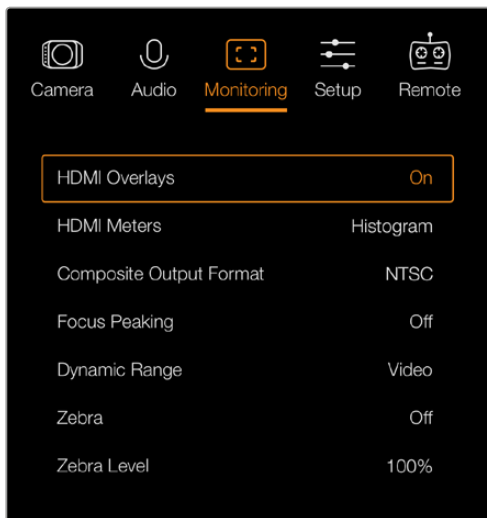 Camera Audio Monitoring Setup Remote
HDMI Overlays On
HDMI Meters Histogram
Composite Output Format NTSC
Focus Peaking Off
Dynamic Range Video
Zebra Off
Zebra Level 100%